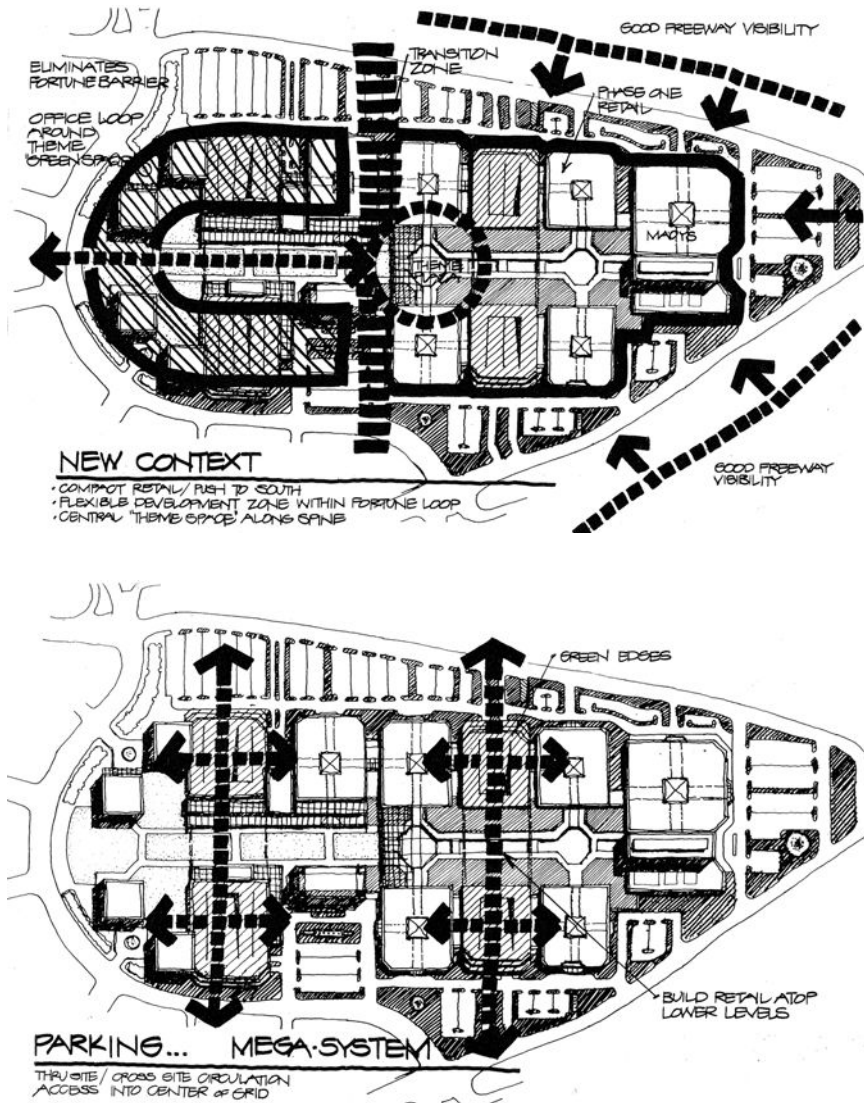 GOOD FREEWAY VISIBILITY
ELIMINATES
FORTUNE BARRIER
TRANSITION
ZONE
PHASE ONE
RETAIL
OFFICE LOOP
AROUND
THEME
GREENSPACE
MACYS
THEME
NEW CONTEXT
• COMPACT RETAIL/ PUSH TO SOUTH
• FLEXIBLE DEVELOPMENT ZONE WITHIN FORTUNE LOOP
• CENTRAL "THEME SPACE" ALONG SPINE
GOOD FREEWAY
VISIBILITY
GREEN EDGES
BUILD RETAIL ATOP
LOWER LEVELS
PARKING... MEGA-SYSTEM
THRU SITE / CROSS SITE CIRCULATION
ACCESS INTO CENTER OF GRID